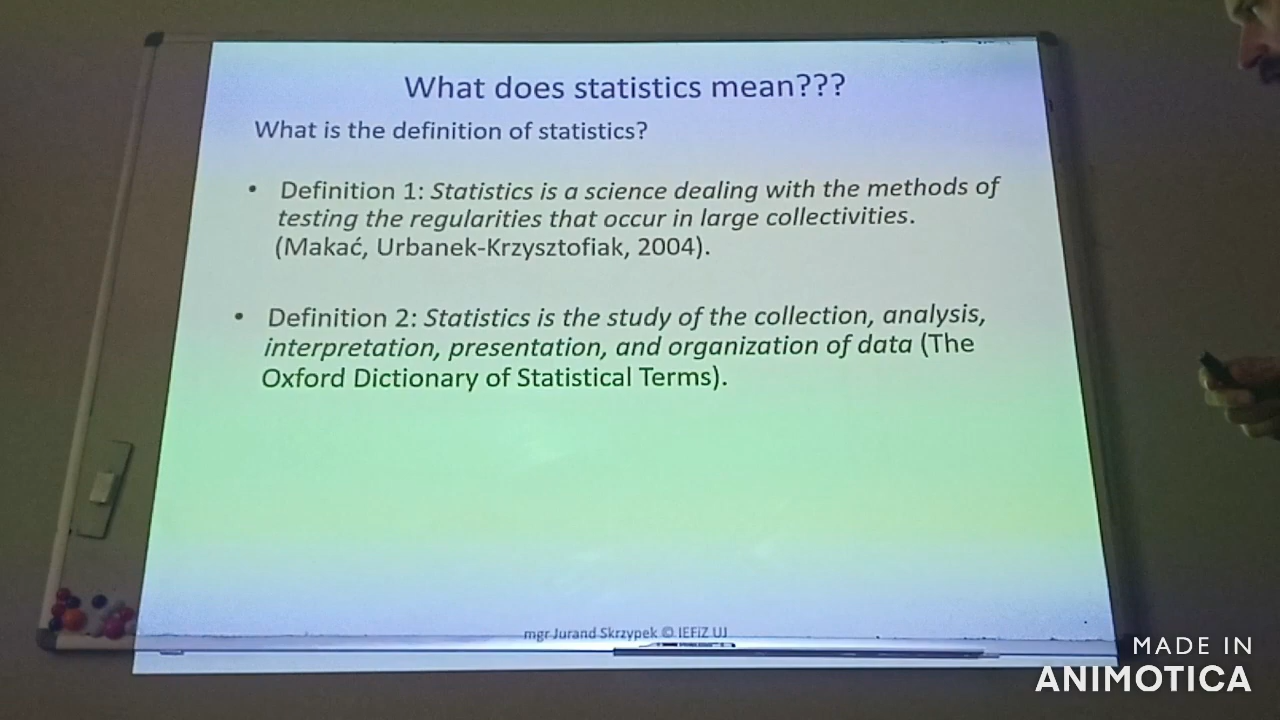 What does statistics mean???
What is the definition of statistics?
• Definition 1: Statistics is a science dealing with the methods of
testing the regularities that occur in large collectivities.
(Makać, Urbanek-Krzysztofiak, 2004).
• Definition 2: Statistics is the study of the collection, analysis,
interpretation, presentation, and organization of data (The
Oxford Dictionary of Statistical Terms).
mgr Jurand Skrzypek © IEFiZ UJ
MADE IN
ANIMOTICA